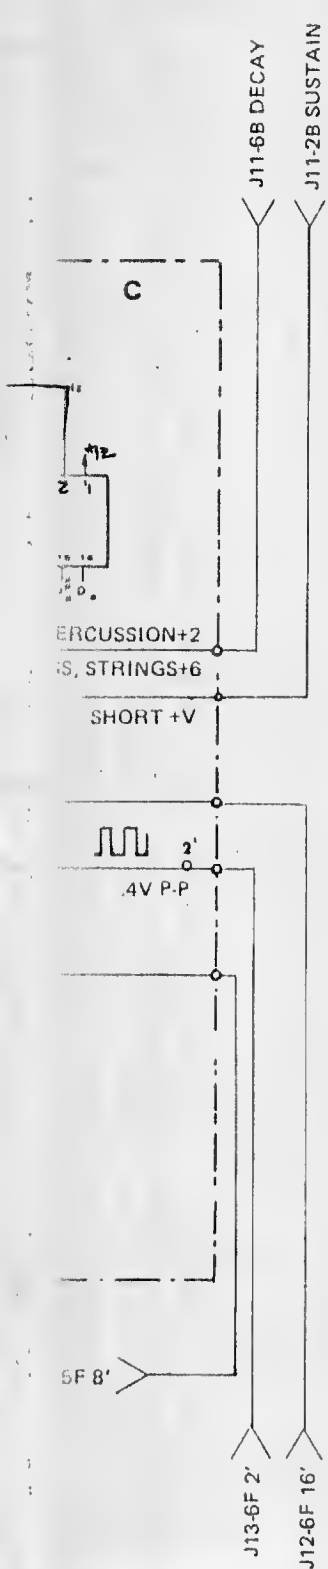 J11-6B DECAY
J11-2B SUSTAIN
C
2 1
ERCUSSION+2
S, STRINGS+6
SHORT +V
2'
.4V P-P
6F 8'
J13-6F 2'
J12-6F 16'